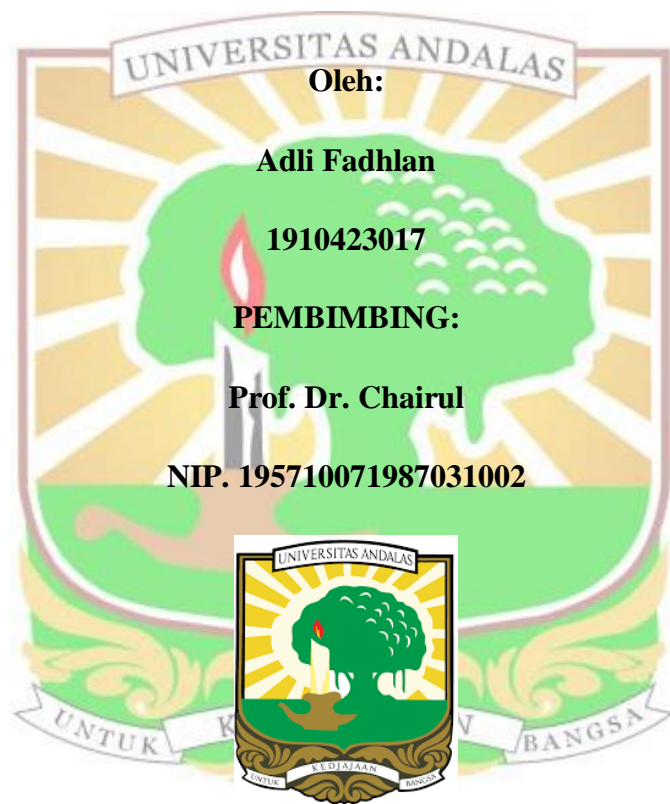 UNIVERSITAS ANDALAS
Oleh:
Adli Fadhlan
1910423017
PEMBIMBING:
Prof. Dr. Chairul
NIP. 195710071987031002
UNIVERSITAS ANDALAS
UNTUK KEDJAJAAN BANGSA
UNTUK BANGSA